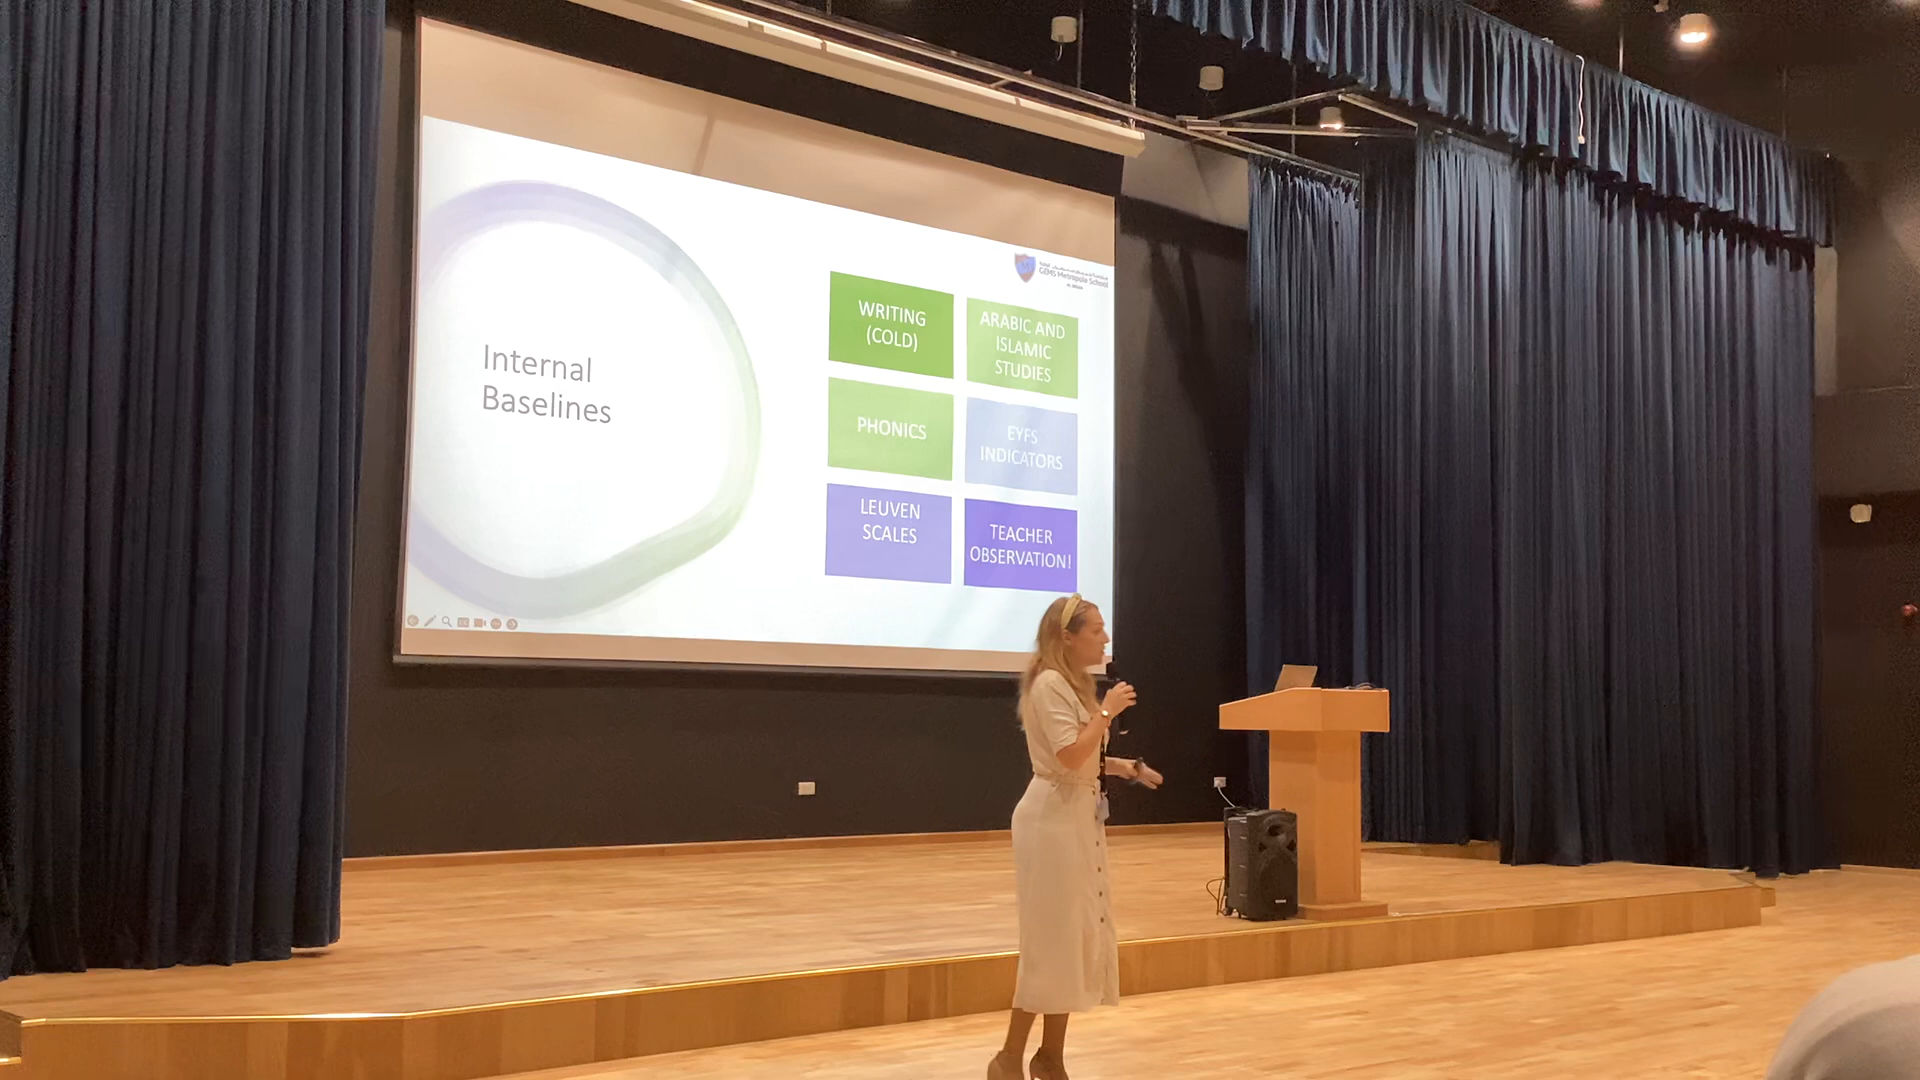 Internal
Baselines
GEMS Metropole School
WRITING
(COLD)
ARABIC AND
ISLAMIC
STUDIES
PHONICS
EYFS
INDICATORS
LEUVEN
SCALES
TEACHER
OBSERVATION!